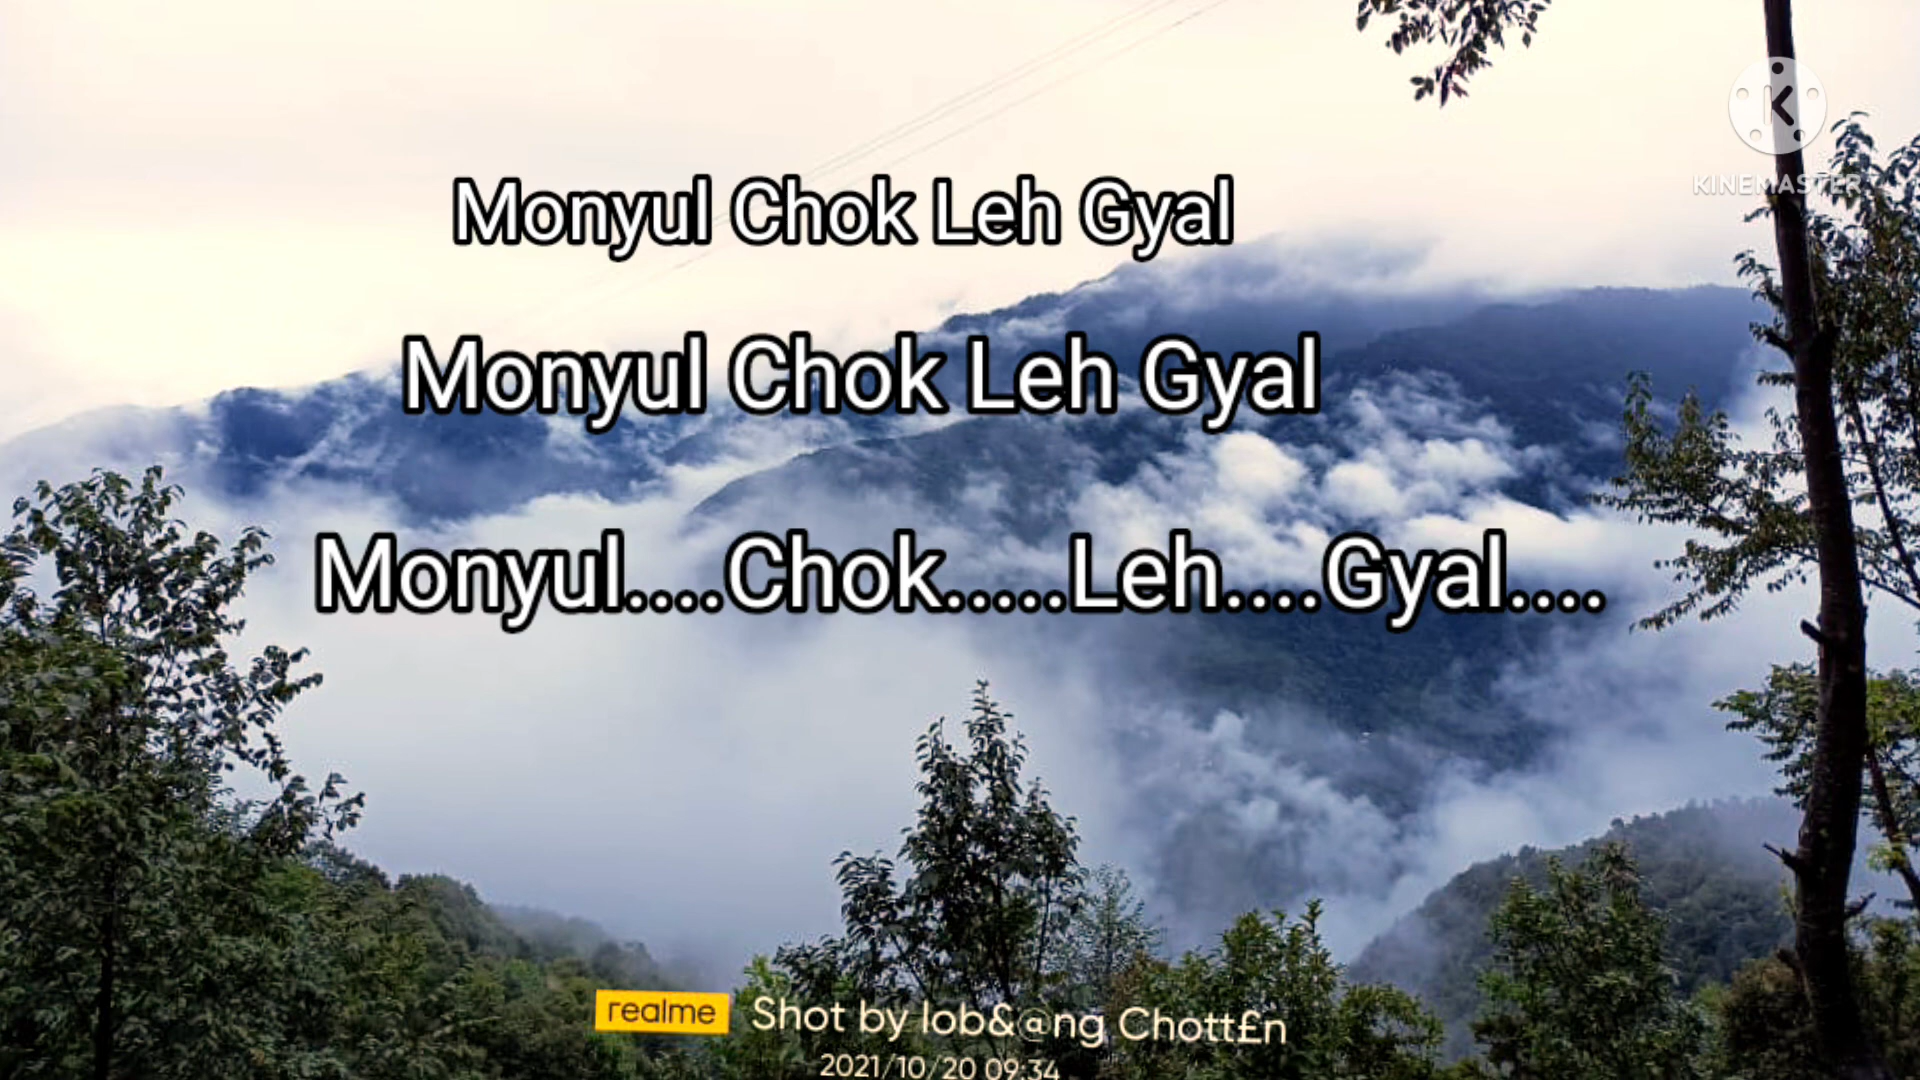 KINEMASTER
Monyul Chok Leh Gyal
Monyul Chok Leh Gyal
Monyul....Chok.....Leh....Gyal....
realme Shot by lob&@ng Chott£n
2021/10/20 09:34